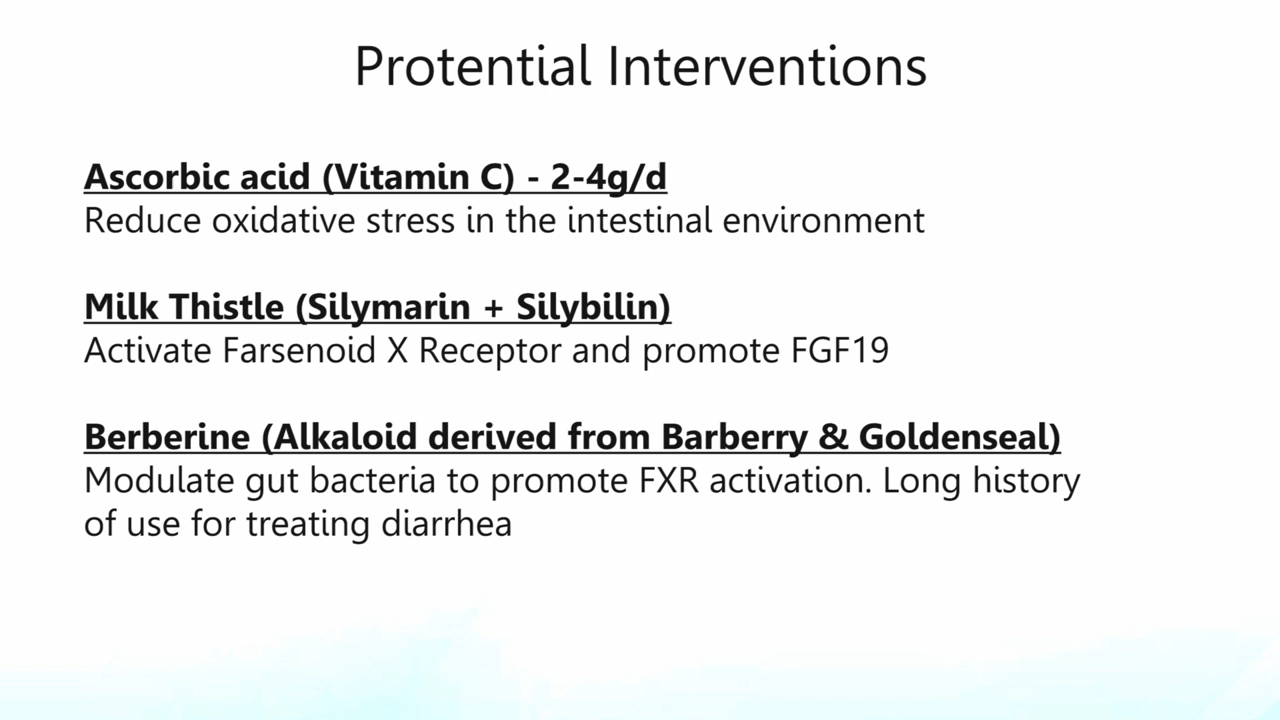 Protential Interventions
Ascorbic acid (Vitamin C) - 2-4g/d
Reduce oxidative stress in the intestinal environment
Milk Thistle (Silymarin + Silybilin)
Activate Farsenoid X Receptor and promote FGF19
Berberine (Alkaloid derived from Barberry & Goldenseal)
Modulate gut bacteria to promote FXR activation. Long history
of use for treating diarrhea